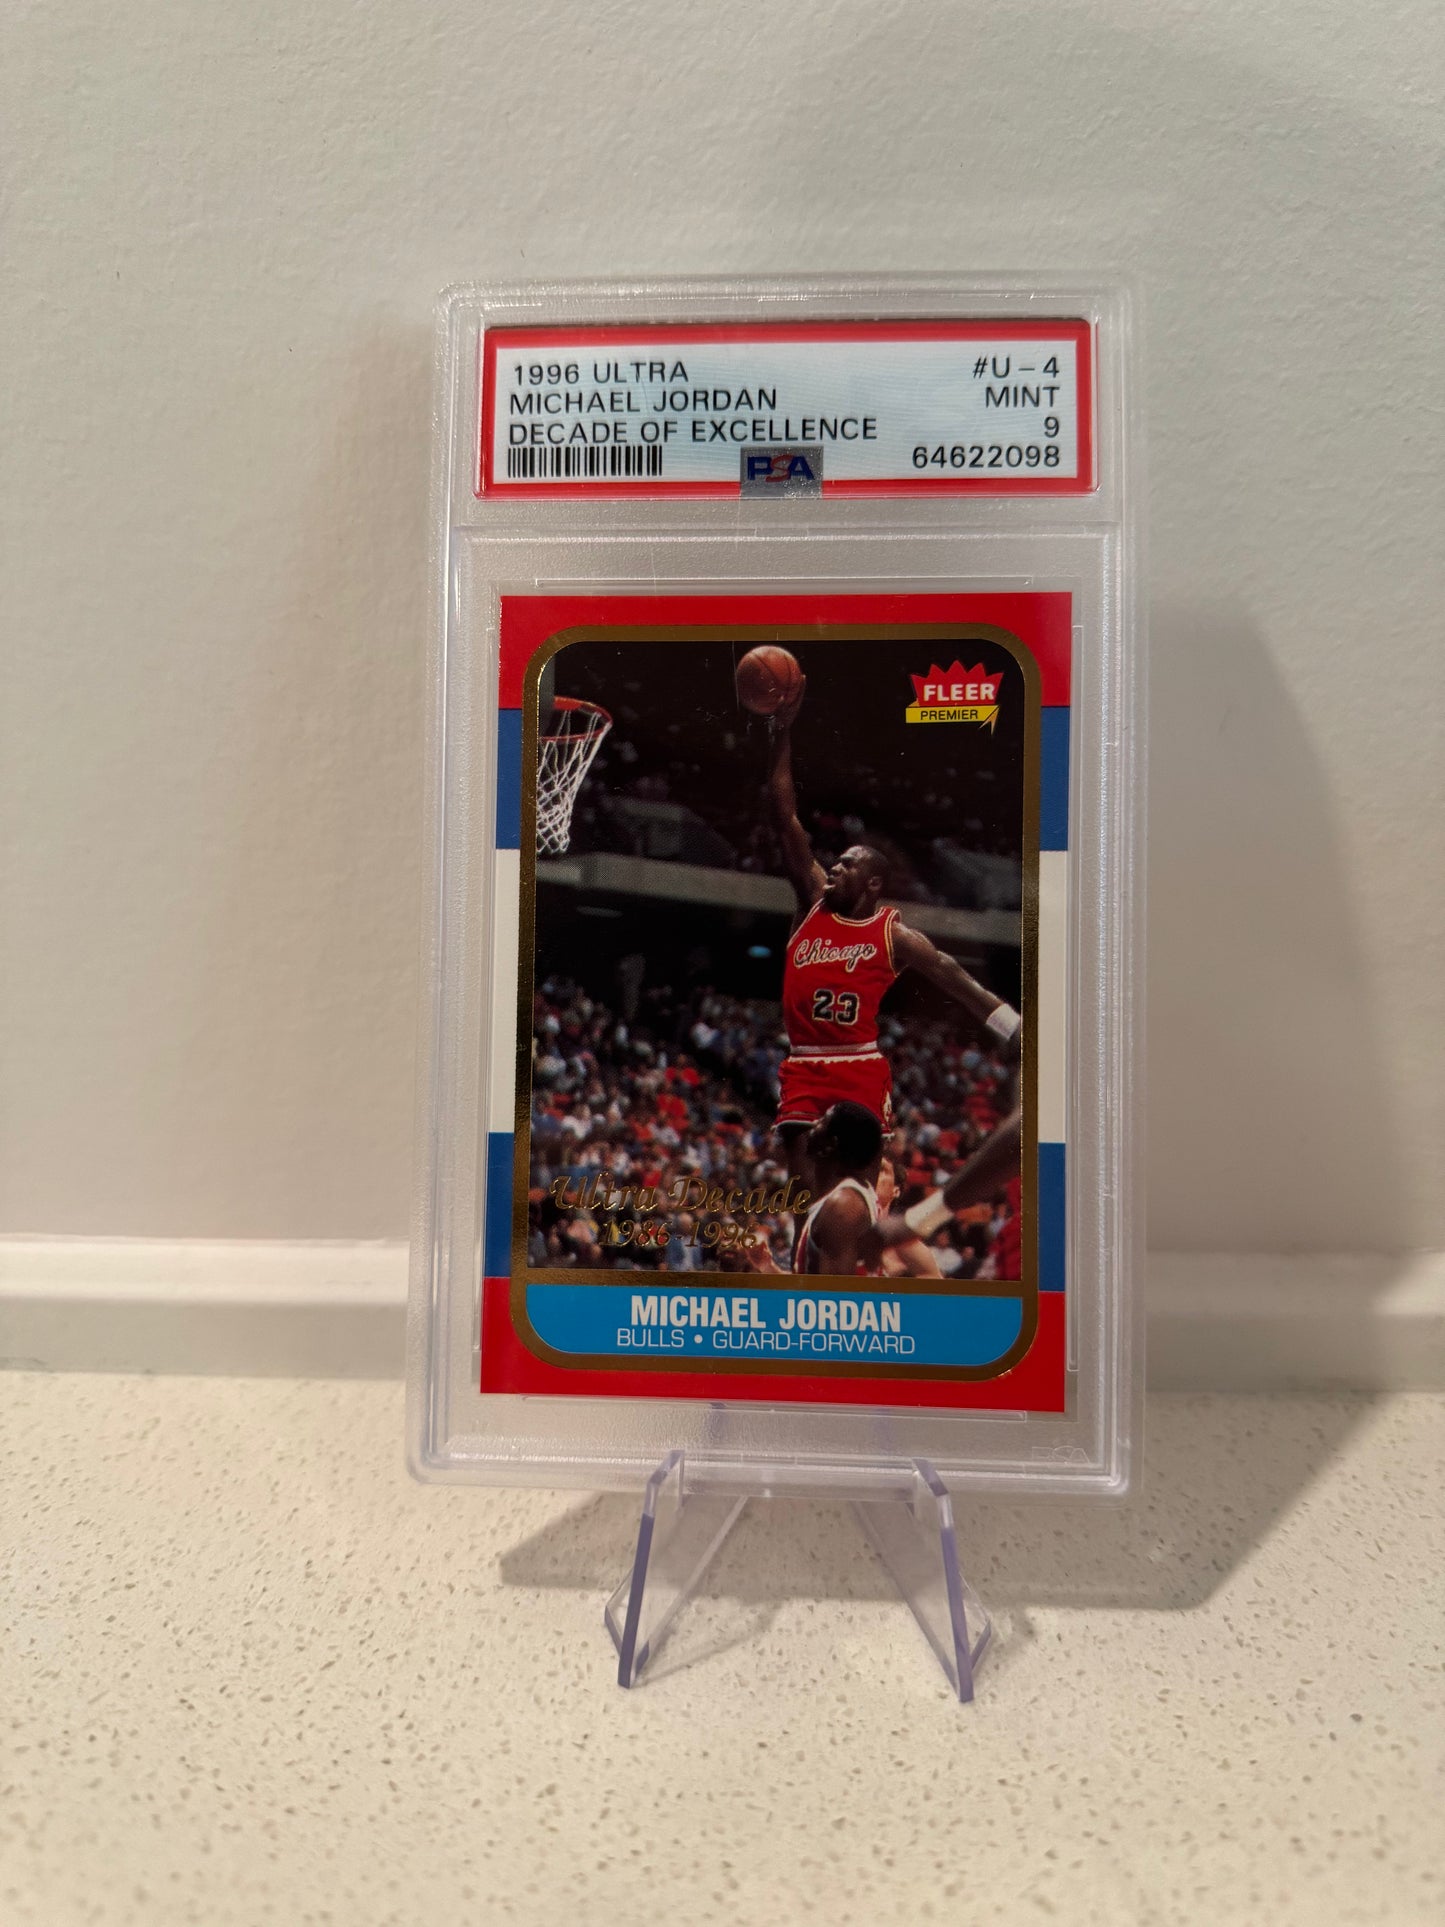 1996 ULTRA #U-4
MICHAEL JORDAN MINT
DECADE OF EXCELLENCE 9
PSA 64622098
FLEER
PREMIER
Chicago
23
Ultra Decade
1986-1996
MICHAEL JORDAN
BULLS • GUARD-FORWARD
PSA